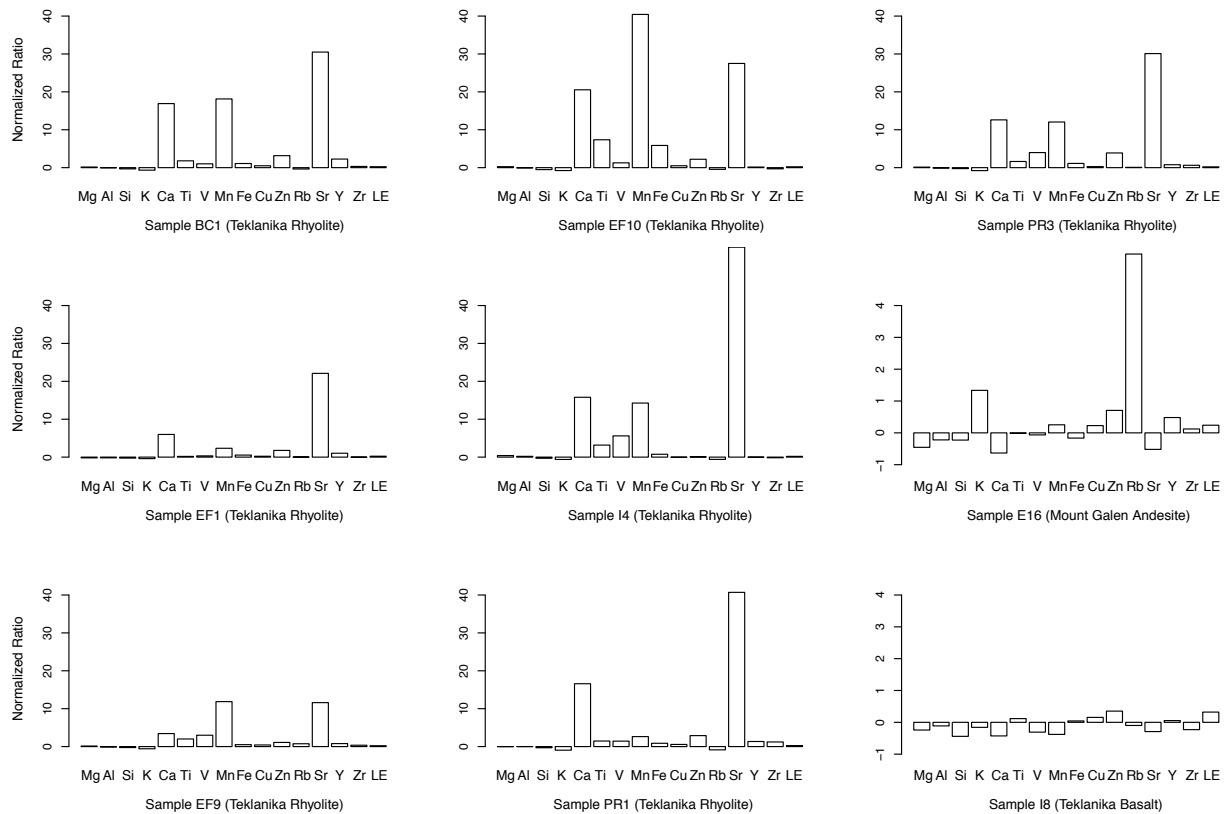 Normalized Ratio
0 10 20 30 40
Mg Al Si K Ca Ti V Mn Fe Cu Zn Rb Sr Y Zr LE
Sample BC1 (Teklanika Rhyolite)
0 10 20 30 40
Mg Al Si K Ca Ti V Mn Fe Cu Zn Rb Sr Y Zr LE
Sample EF10 (Teklanika Rhyolite)
0 10 20 30 40
Mg Al Si K Ca Ti V Mn Fe Cu Zn Rb Sr Y Zr LE
Sample PR3 (Teklanika Rhyolite)
Normalized Ratio
0 10 20 30 40
Mg Al Si K Ca Ti V Mn Fe Cu Zn Rb Sr Y Zr LE
Sample EF1 (Teklanika Rhyolite)
0 10 20 30 40
Mg Al Si K Ca Ti V Mn Fe Cu Zn Rb Sr Y Zr LE
Sample I4 (Teklanika Rhyolite)
−1 0 1 2 3 4
Mg Al Si K Ca Ti V Mn Fe Cu Zn Rb Sr Y Zr LE
Sample E16 (Mount Galen Andesite)
Normalized Ratio
0 10 20 30 40
Mg Al Si K Ca Ti V Mn Fe Cu Zn Rb Sr Y Zr LE
Sample EF9 (Teklanika Rhyolite)
0 10 20 30 40
Mg Al Si K Ca Ti V Mn Fe Cu Zn Rb Sr Y Zr LE
Sample PR1 (Teklanika Rhyolite)
−1 0 1 2 3 4
Mg Al Si K Ca Ti V Mn Fe Cu Zn Rb Sr Y Zr LE
Sample I8 (Teklanika Basalt)